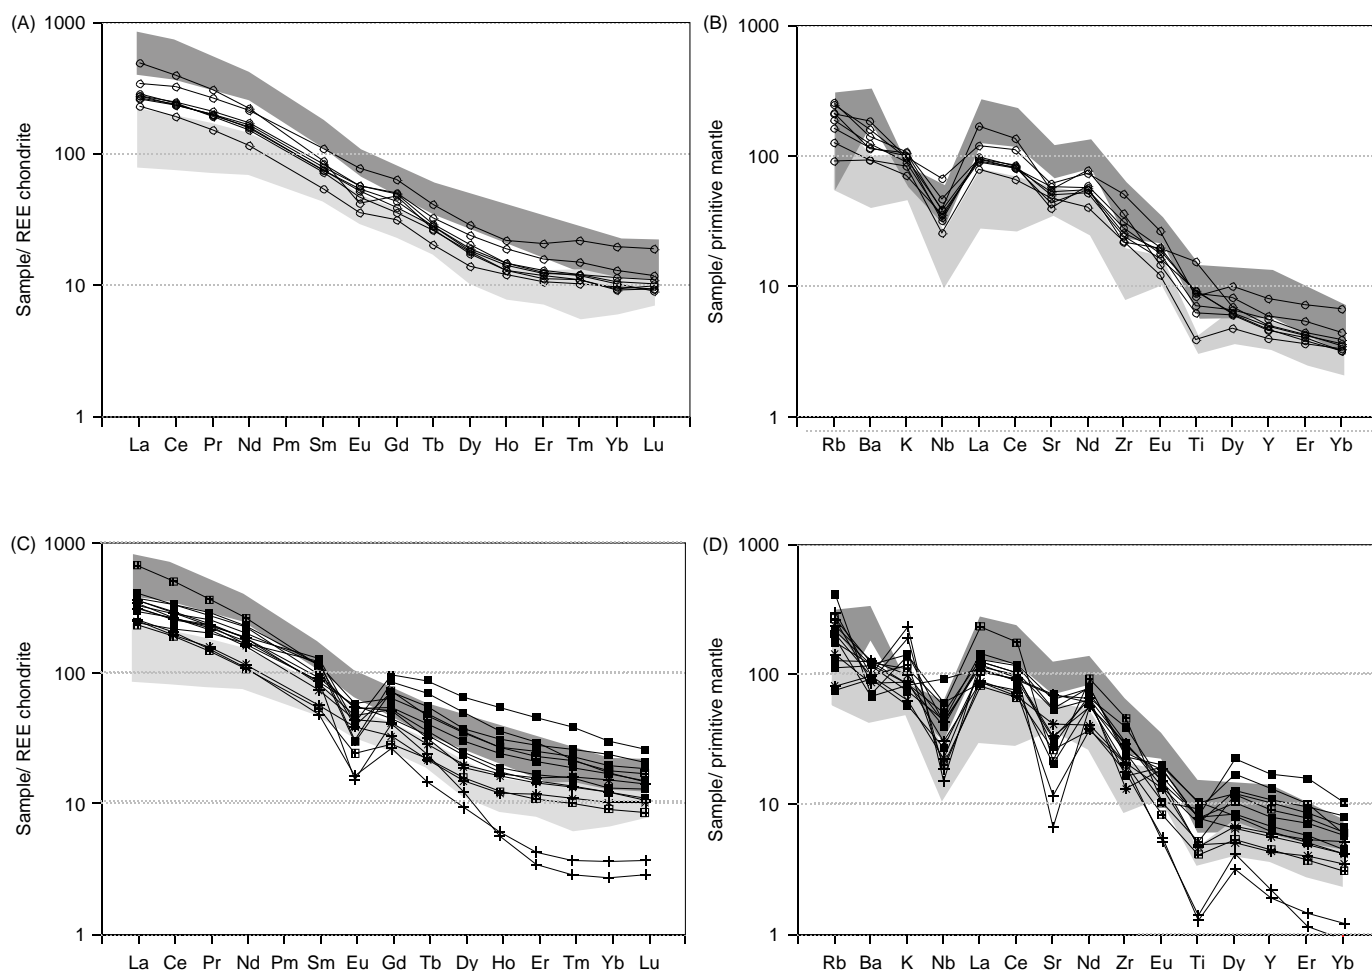 (A)
1000
100
10
1
Sample/ REE chondrite
La Ce Pr Nd Pm Sm Eu Gd Tb Dy Ho Er Tm Yb Lu
(B)
1000
100
10
1
Sample/ primitive mantle
Rb Ba K Nb La Ce Sr Nd Zr Eu Ti Dy Y Er Yb
(C)
1000
100
10
1
Sample/ REE chondrite
La Ce Pr Nd Pm Sm Eu Gd Tb Dy Ho Er Tm Yb Lu
(D)
1000
100
10
1
Sample/ primitive mantle
Rb Ba K Nb La Ce Sr Nd Zr Eu Ti Dy Y Er Yb